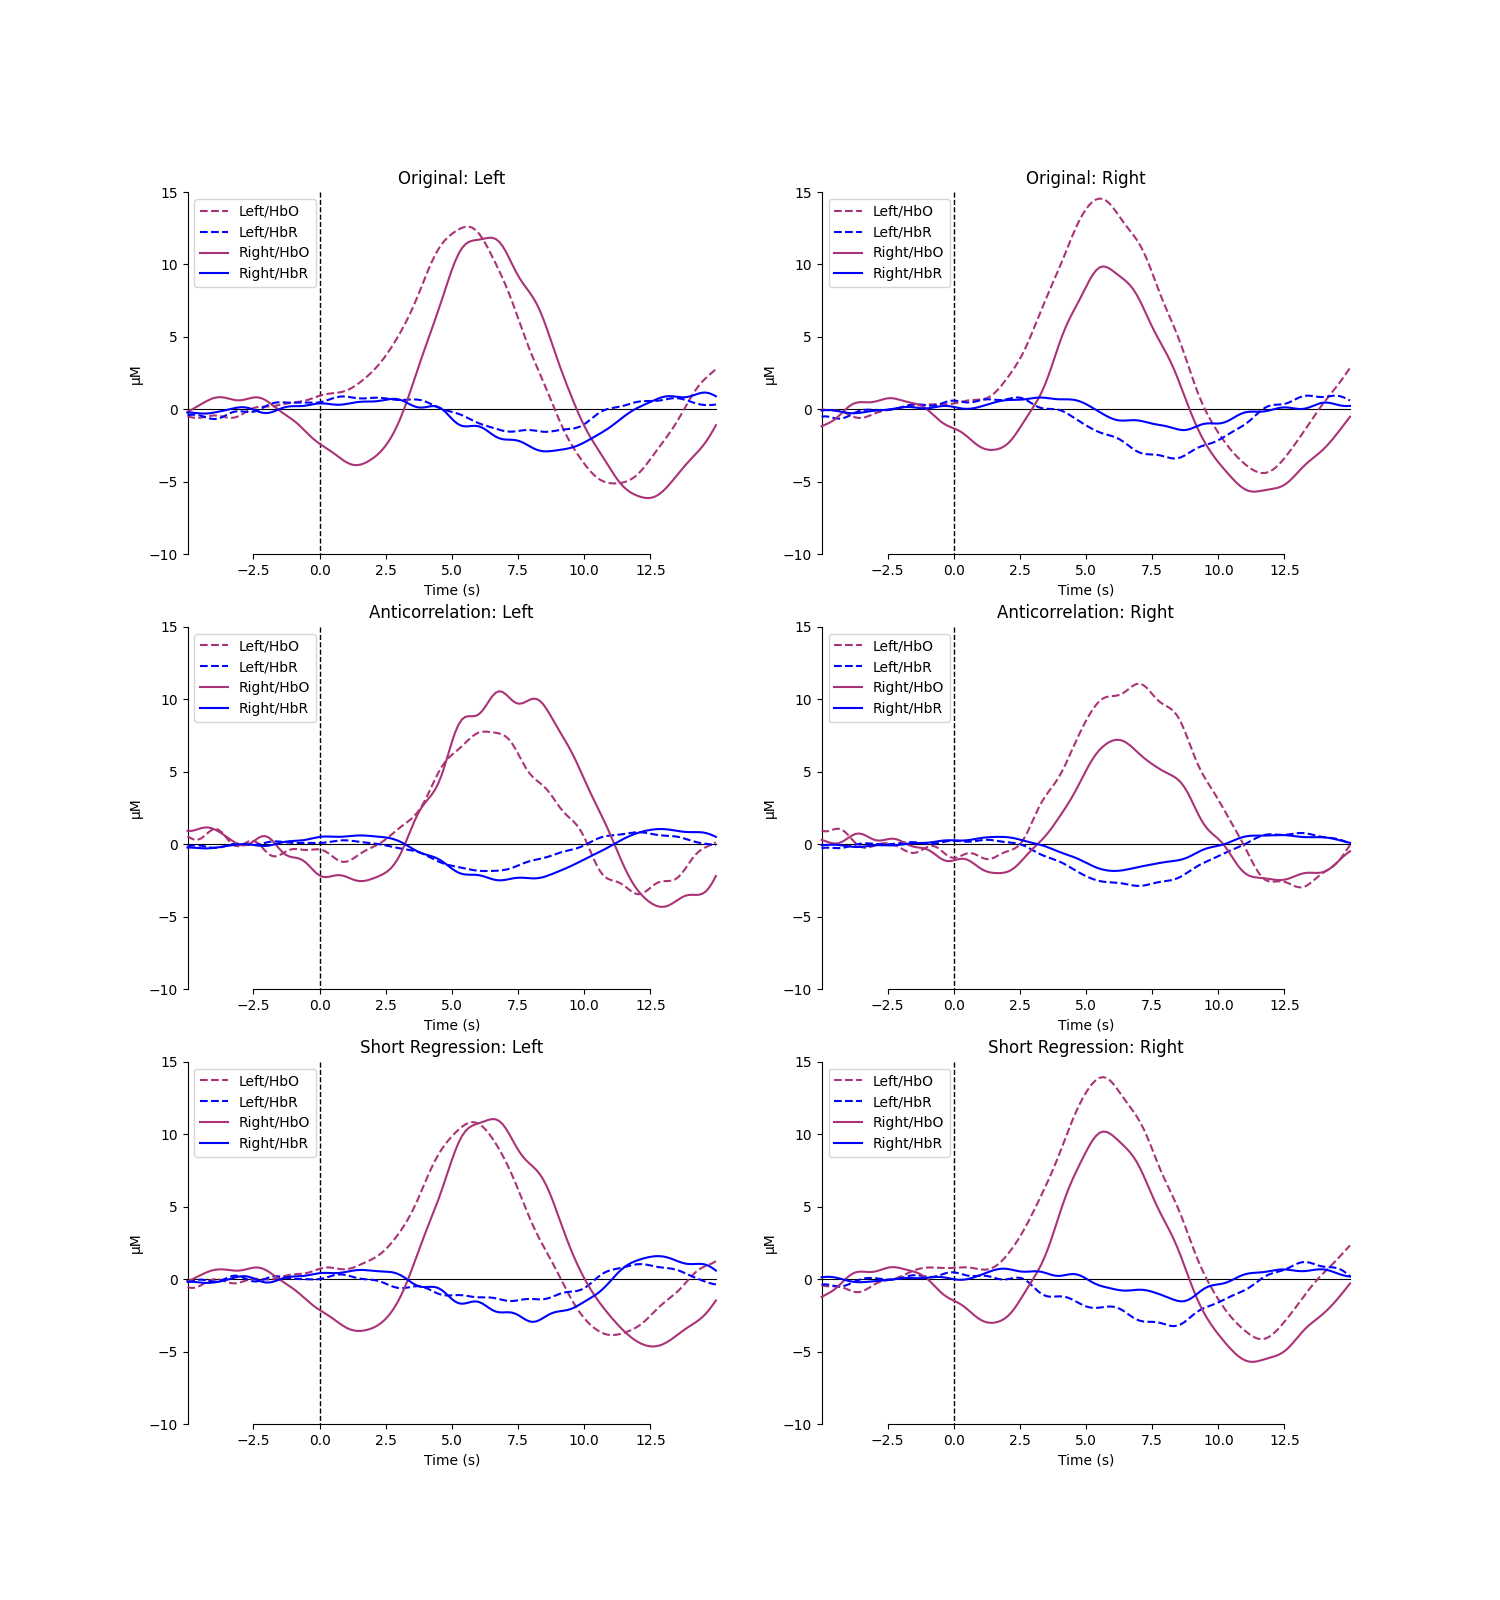 Original: Left
15
10
5
0
−5
−10
μM
Left/HbO
Left/HbR
Right/HbO
Right/HbR
−2.5 0.0 2.5 5.0 7.5 10.0 12.5
Time (s)
Original: Right
15
10
5
0
−5
−10
μM
Left/HbO
Left/HbR
Right/HbO
Right/HbR
−2.5 0.0 2.5 5.0 7.5 10.0 12.5
Time (s)
Anticorrelation: Left
15
10
5
0
−5
−10
μM
Left/HbO
Left/HbR
Right/HbO
Right/HbR
−2.5 0.0 2.5 5.0 7.5 10.0 12.5
Time (s)
Anticorrelation: Right
15
10
5
0
−5
−10
μM
Left/HbO
Left/HbR
Right/HbO
Right/HbR
−2.5 0.0 2.5 5.0 7.5 10.0 12.5
Time (s)
Short Regression: Left
15
10
5
0
−5
−10
μM
Left/HbO
Left/HbR
Right/HbO
Right/HbR
−2.5 0.0 2.5 5.0 7.5 10.0 12.5
Time (s)
Short Regression: Right
15
10
5
0
−5
−10
μM
Left/HbO
Left/HbR
Right/HbO
Right/HbR
−2.5 0.0 2.5 5.0 7.5 10.0 12.5
Time (s)